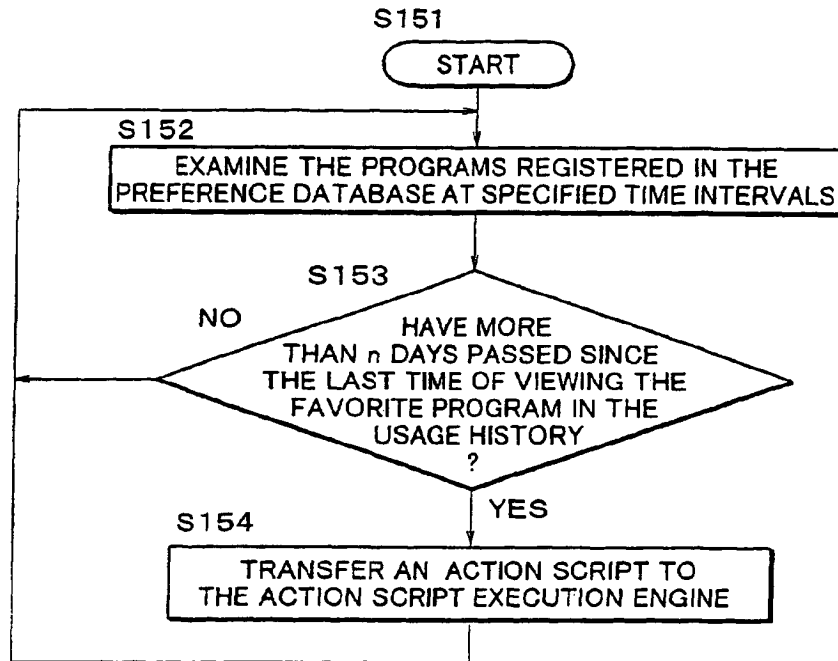 S151
START
S152
EXAMINE THE PROGRAMS REGISTERED IN THE
PREFERENCE DATABASE AT SPECIFIED TIME INTERVALS
S153
NO
HAVE MORE
THAN n DAYS PASSED SINCE
THE LAST TIME OF VIEWING THE
FAVORITE PROGRAM IN THE
USAGE HISTORY
?
YES
S154
TRANSFER AN ACTION SCRIPT TO
THE ACTION SCRIPT EXECUTION ENGINE